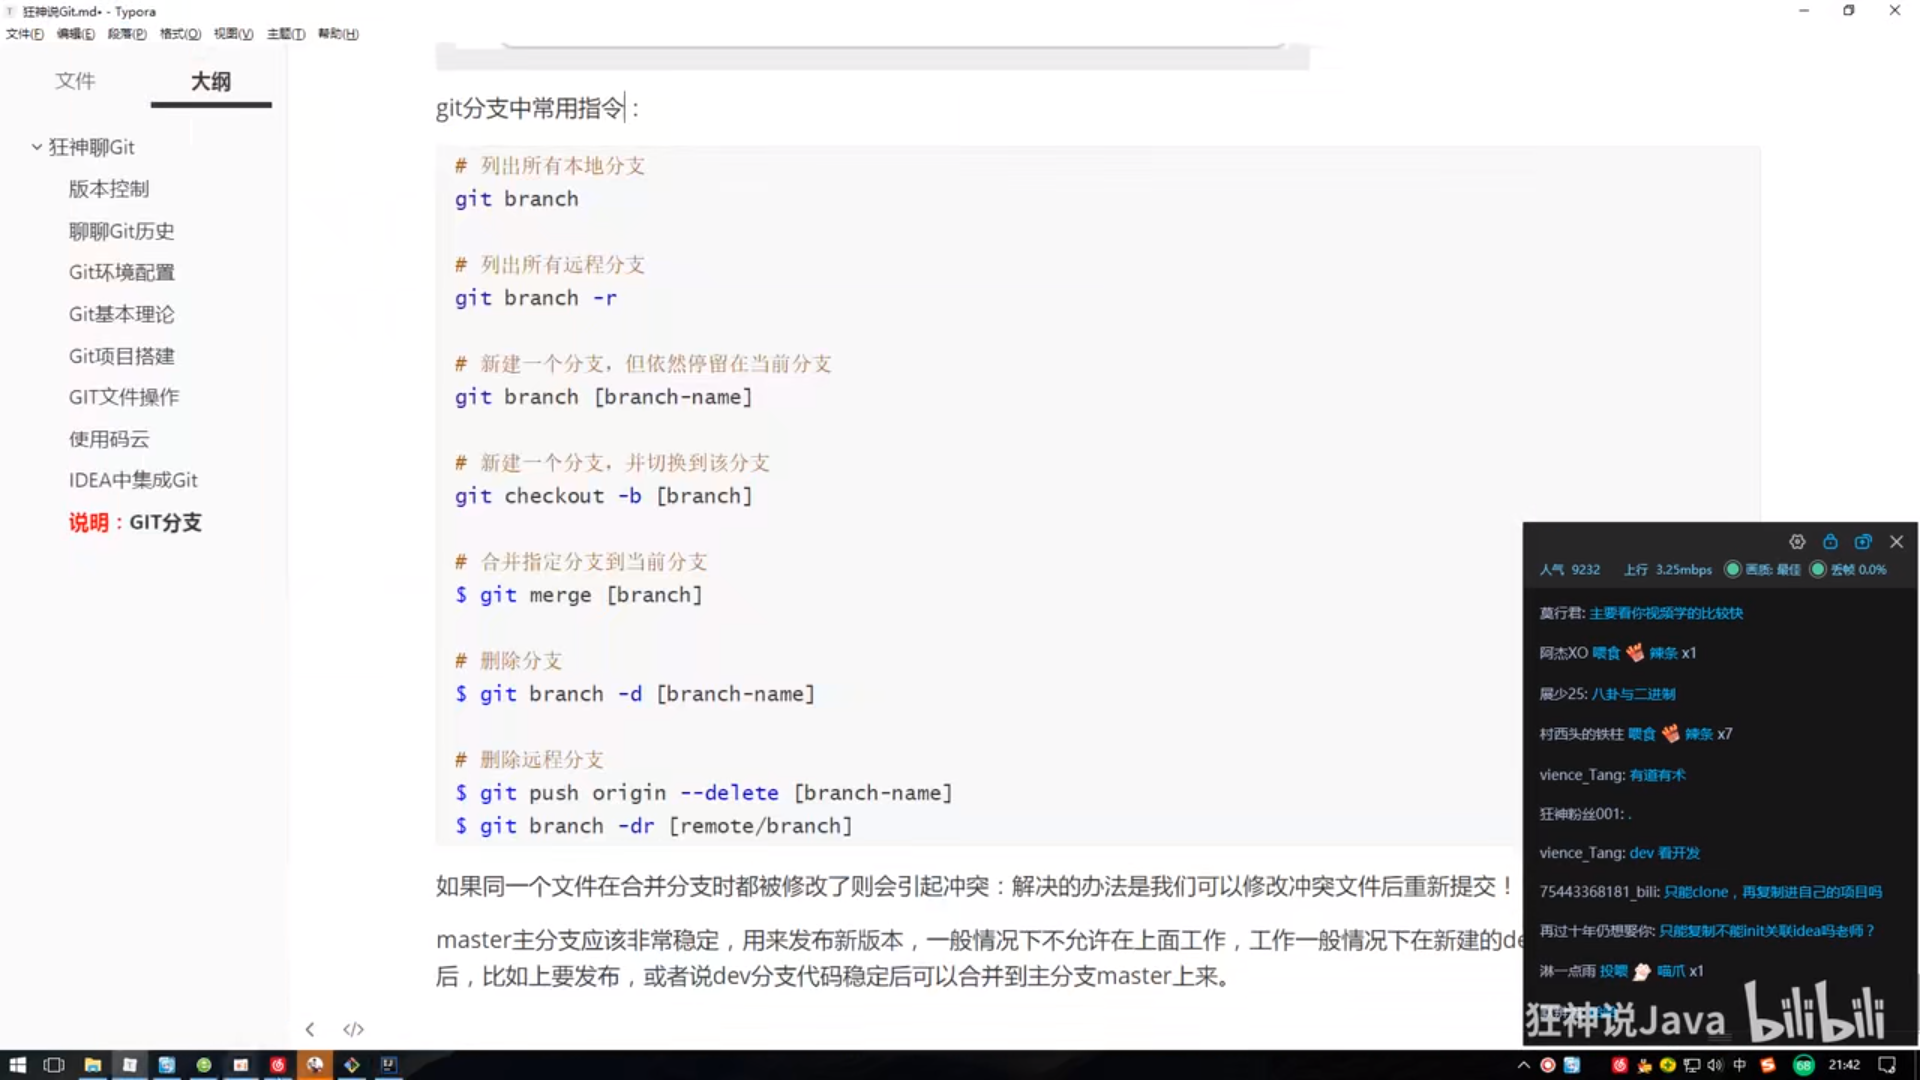 狂神说Git.md• - Typora
文件(F) 编辑(E) 段落(P) 格式(O) 视图(V) 主题(T) 帮助(H)
文件 大纲
狂神聊Git
版本控制
聊聊Git历史
Git环境配置
Git基本理论
Git项目搭建
GIT文件操作
使用码云
IDEA中集成Git
说明：GIT分支
git分支中常用指令：
# 列出所有本地分支
git branch
# 列出所有远程分支
git branch -r
# 新建一个分支，但依然停留在当前分支
git branch [branch-name]
# 新建一个分支，并切换到该分支
git checkout -b [branch]
# 合并指定分支到当前分支
$ git merge [branch]
# 删除分支
$ git branch -d [branch-name]
# 删除远程分支
$ git push origin --delete [branch-name]
$ git branch -dr [remote/branch]
如果同一个文件在合并分支时都被修改了则会引起冲突：解决的办法是我们可以修改冲突文件后重新提交！
master主分支应该非常稳定，用来发布新版本，一般情况下不允许在上面工作，工作一般情况下在新建的de
后，比如上要发布，或者说dev分支代码稳定后可以合并到主分支master上来。
人气 9232 上行 3.25mbps 画质: 最佳 丢帧 0.0%
莫行君: 主要看你视频学的比较快
阿杰XO 喂食 辣条 x1
展少25: 八卦与二进制
村西头的铁柱 喂食 辣条 x7
vience_Tang: 有道有术
狂神粉丝001: .
vience_Tang: dev 看开发
75443368181_bili: 只能clone，再复制进自己的项目吗
再过十年仍想娶你: 只能复制不能init关联idea吗老师？
淋一点雨 投喂 喵爪 x1
狂神说Java bilibili
中 68 21:42